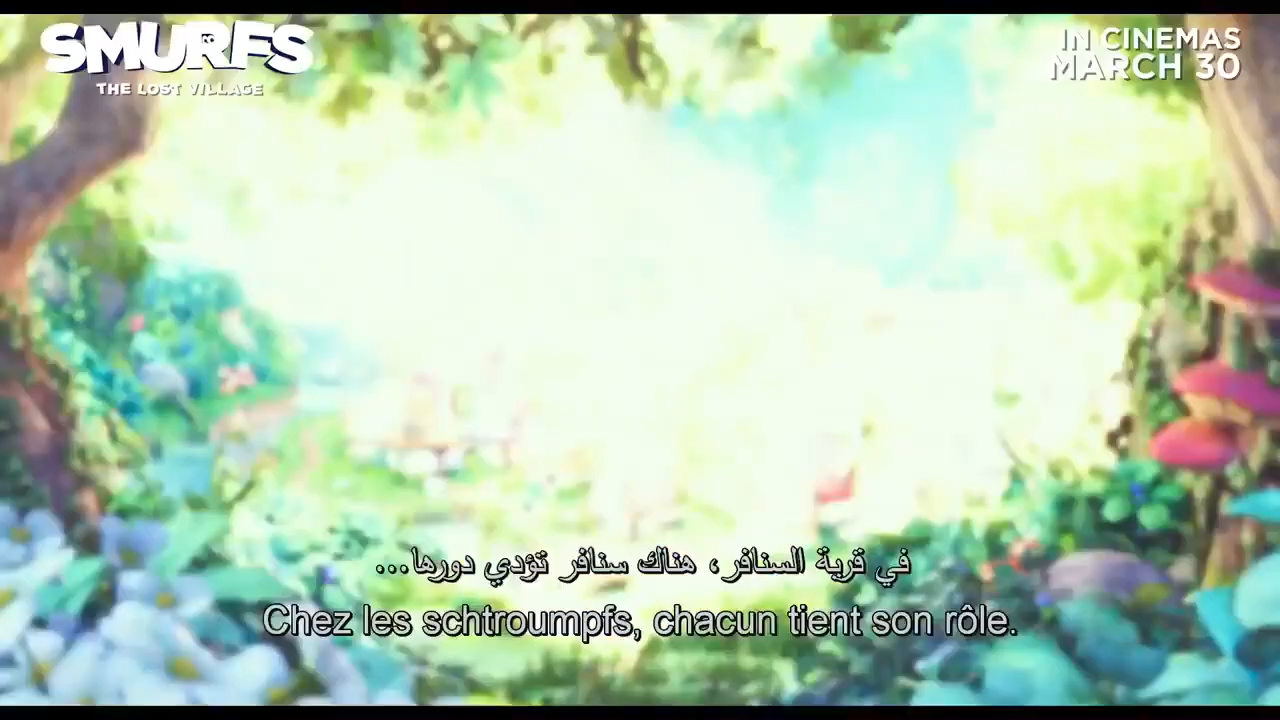 SMURFS
THE LOST VILLAGE
IN CINEMAS
MARCH 30
في قرية السنافر، هناك سنافر تؤدي دورها...
Chez les schtroumpfs, chacun tient son rôle.